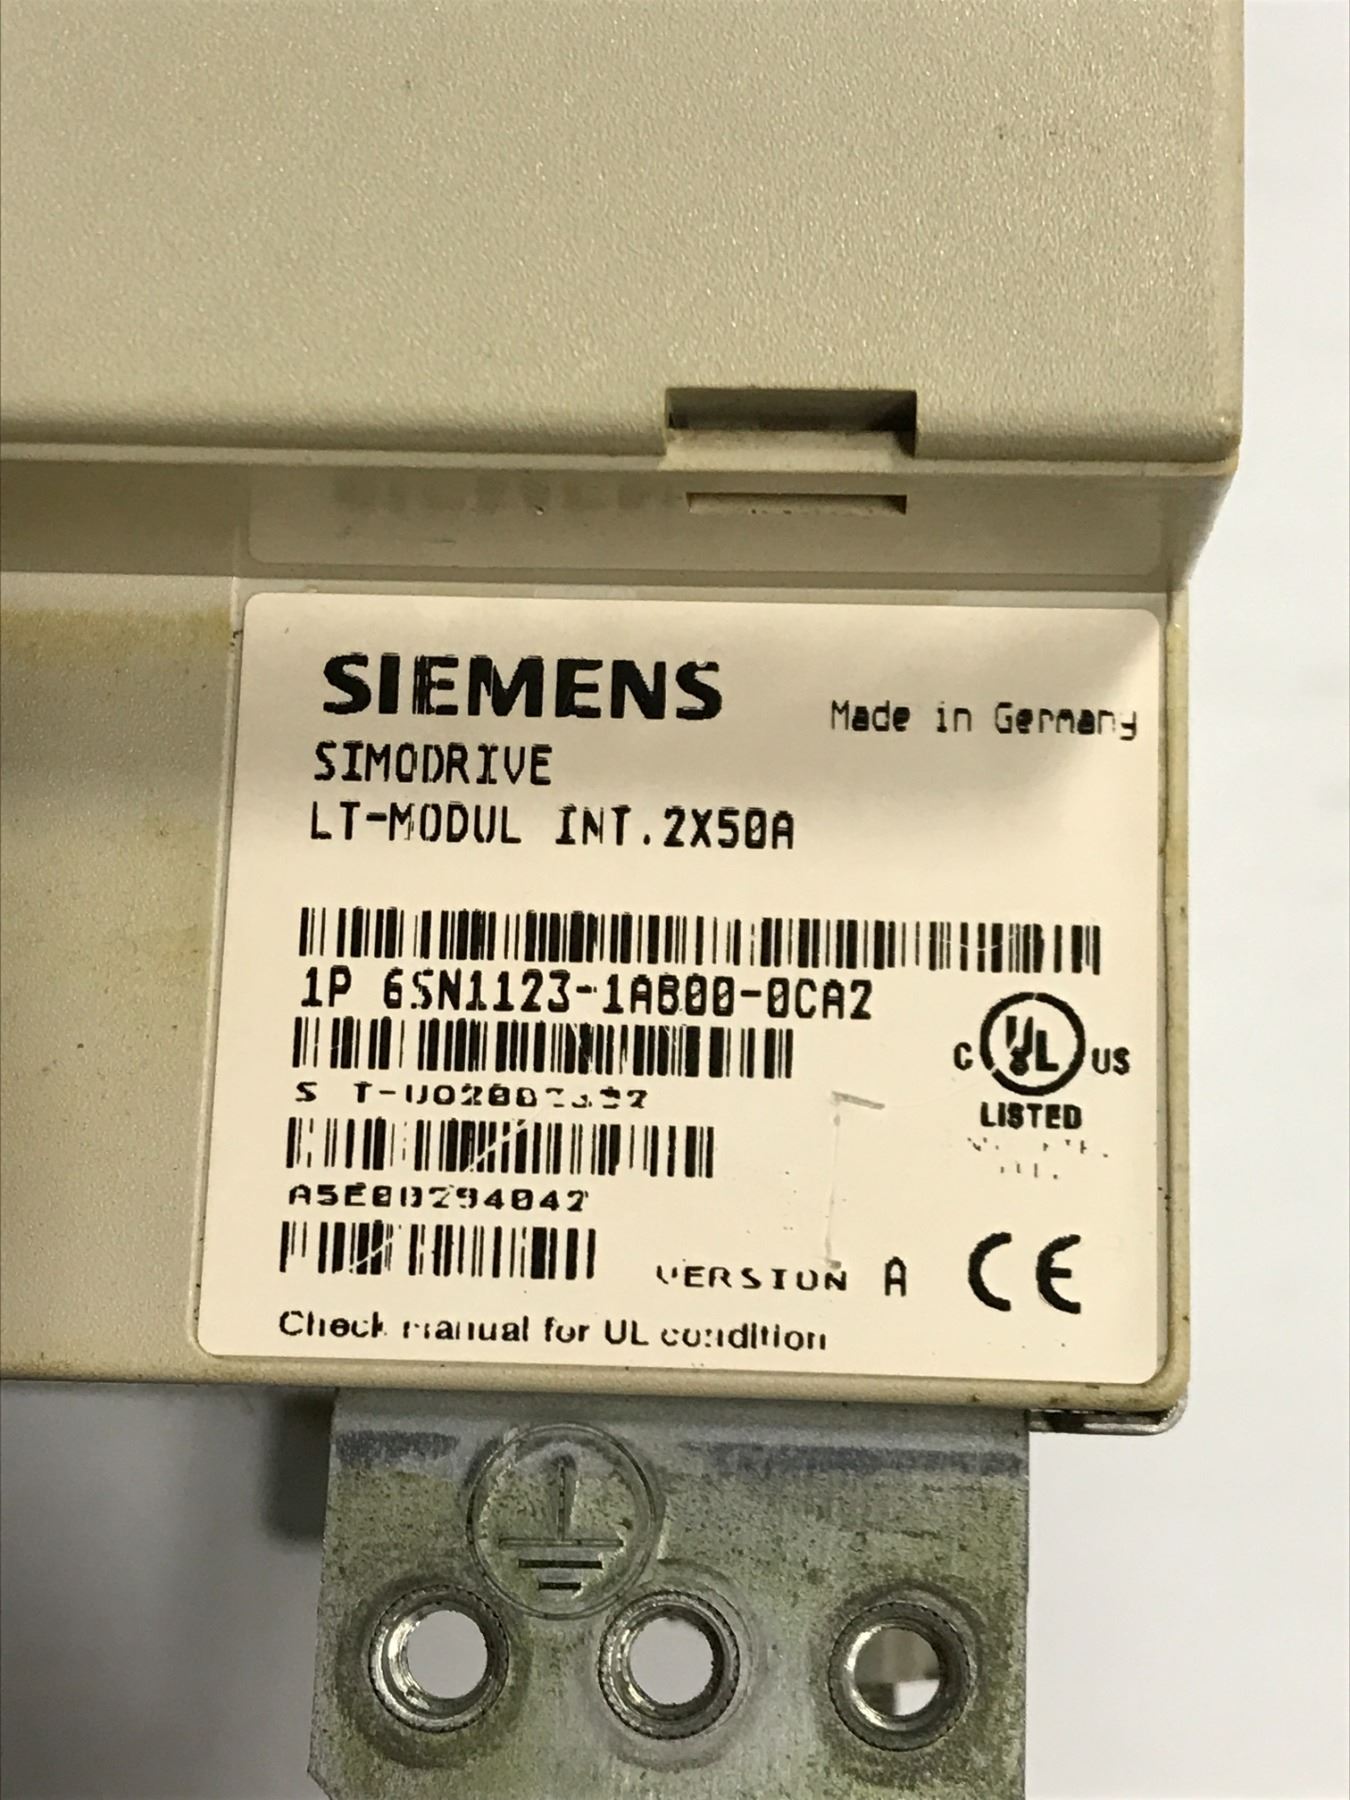 SIEMENS
Made in Germany
SIMODRIVE
LT-MODUL INT.2X50A
1P 6SN1123-1AB00-0CA2
C UL US
LISTED
S
A5E00294042
VERSION A
CE
Check manual for UL condition